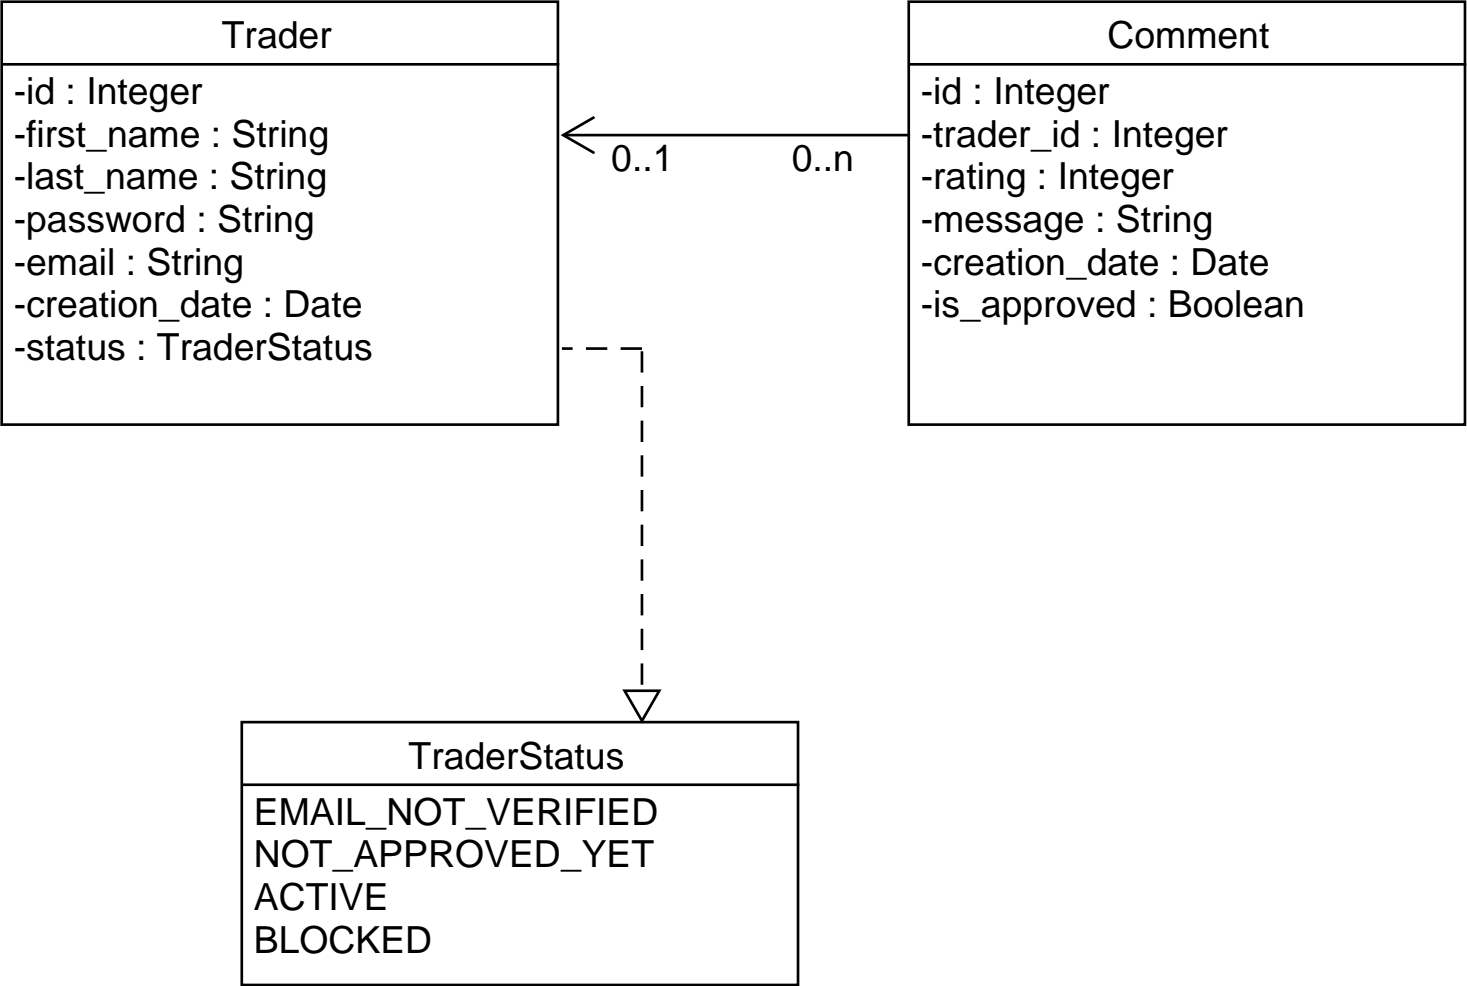 Trader
-id : Integer
-first_name : String
-last_name : String
-password : String
-email : String
-creation_date : Date
-status : TraderStatus
0..1
0..n
Comment
-id : Integer
-trader_id : Integer
-rating : Integer
-message : String
-creation_date : Date
-is_approved : Boolean
TraderStatus
EMAIL_NOT_VERIFIED
NOT_APPROVED_YET
ACTIVE
BLOCKED